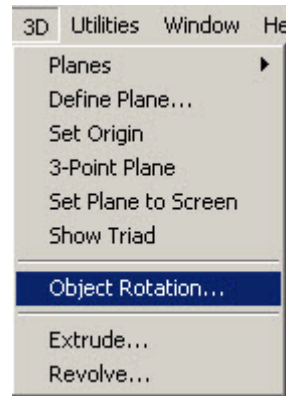 3D Utilities Window He
Planes
Define Plane...
Set Origin
3-Point Plane
Set Plane to Screen
Show Triad
Object Rotation...
Extrude...
Revolve...